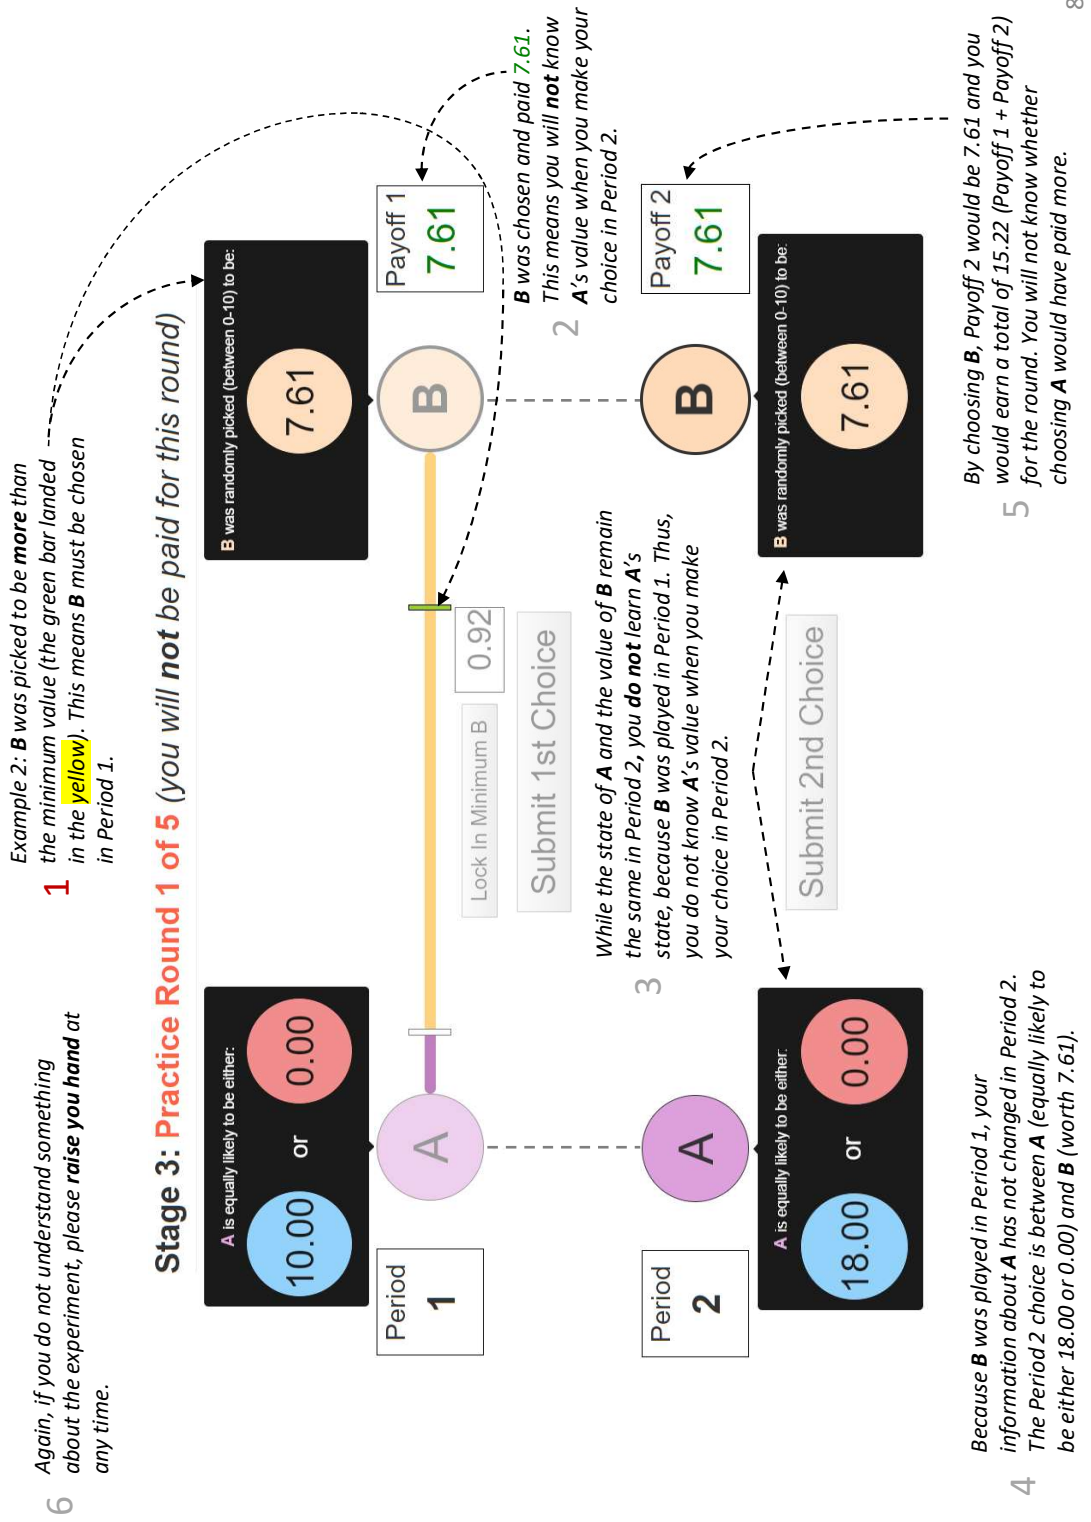 6
Again, if you do not understand something
about the experiment, please raise you hand at
any time.
1
Example 2: B was picked to be more than
the minimum value (the green bar landed
in the yellow). This means B must be chosen
in Period 1.
Stage 3: Practice Round 1 of 5 (you will not be paid for this round)
A is equally likely to be either:
10.00 or 0.00
B was randomly picked (between 0-10) to be:
7.61
Period
1
A
B
Payoff 1
7.61
Lock In Minimum B
0.92
Submit 1st Choice
2
B was chosen and paid 7.61.
This means you will not know
A’s value when you make your
choice in Period 2.
3
While the state of A and the value of B remain
the same in Period 2, you do not learn A’s
state, because B was played in Period 1. Thus,
you do not know A’s value when you make
your choice in Period 2.
Period
2
A
B
Payoff 2
7.61
A is equally likely to be either:
18.00 or 0.00
B was randomly picked (between 0-10) to be:
7.61
Submit 2nd Choice
4
Because B was played in Period 1, your
information about A has not changed in Period 2.
The Period 2 choice is between A (equally likely to
be either 18.00 or 0.00) and B (worth 7.61).
5
By choosing B, Payoff 2 would be 7.61 and you
would earn a total of 15.22 (Payoff 1 + Payoff 2)
for the round. You will not know whether
choosing A would have paid more.
8